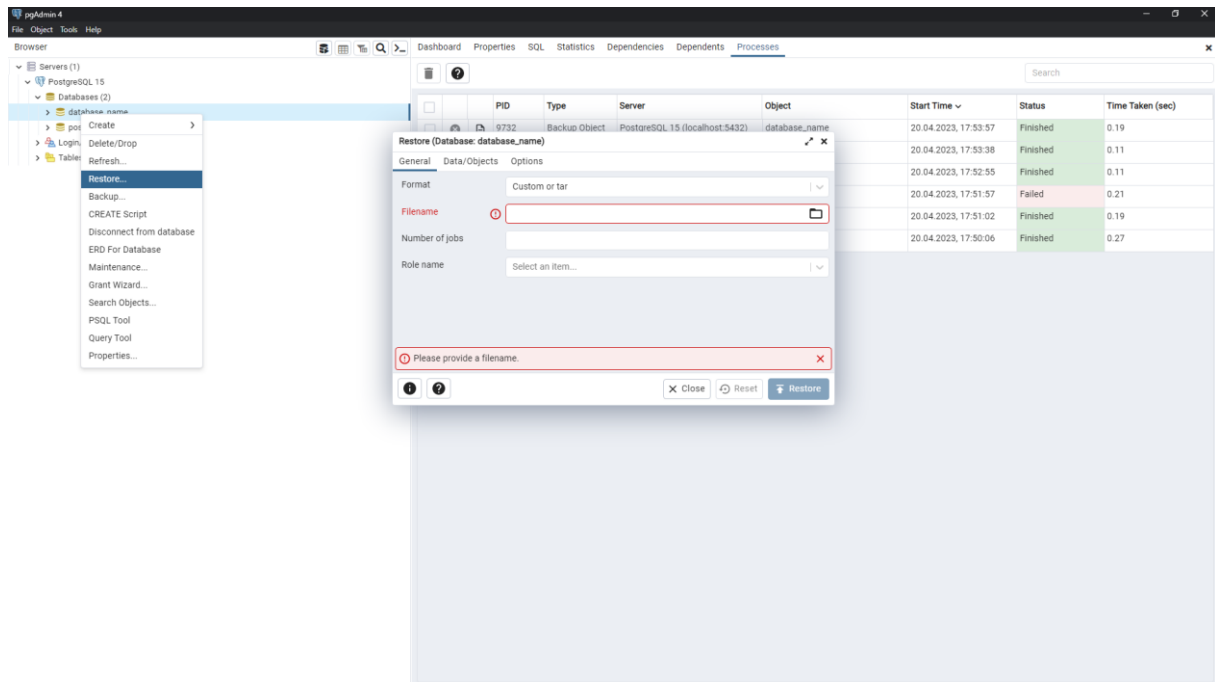 pgAdmin 4
File Object Tools Help
Browser
Dashboard Properties SQL Statistics Dependencies Dependents Processes
Servers (1)
PostgreSQL 15
Databases (2)
database_name
pos
Login
Tables
Create
Delete/Drop
Refresh...
Restore...
Backup...
CREATE Script
Disconnect from database
ERD For Database
Maintenance...
Grant Wizard...
Search Objects...
PSQL Tool
Query Tool
Properties...
Search
PID Type Server Object Start Time Status Time Taken (sec)
9732 Backup Object PostgreSQL 15 (localhost:5432) database_name 20.04.2023, 17:53:57 Finished 0.19
20.04.2023, 17:53:38 Finished 0.11
20.04.2023, 17:52:55 Finished 0.11
20.04.2023, 17:51:57 Failed 0.21
20.04.2023, 17:51:02 Finished 0.19
20.04.2023, 17:50:06 Finished 0.27
Restore (Database: database_name)
General Data/Objects Options
Format Custom or tar
Filename
Number of jobs
Role name Select an item...
Please provide a filename.
Close Reset Restore